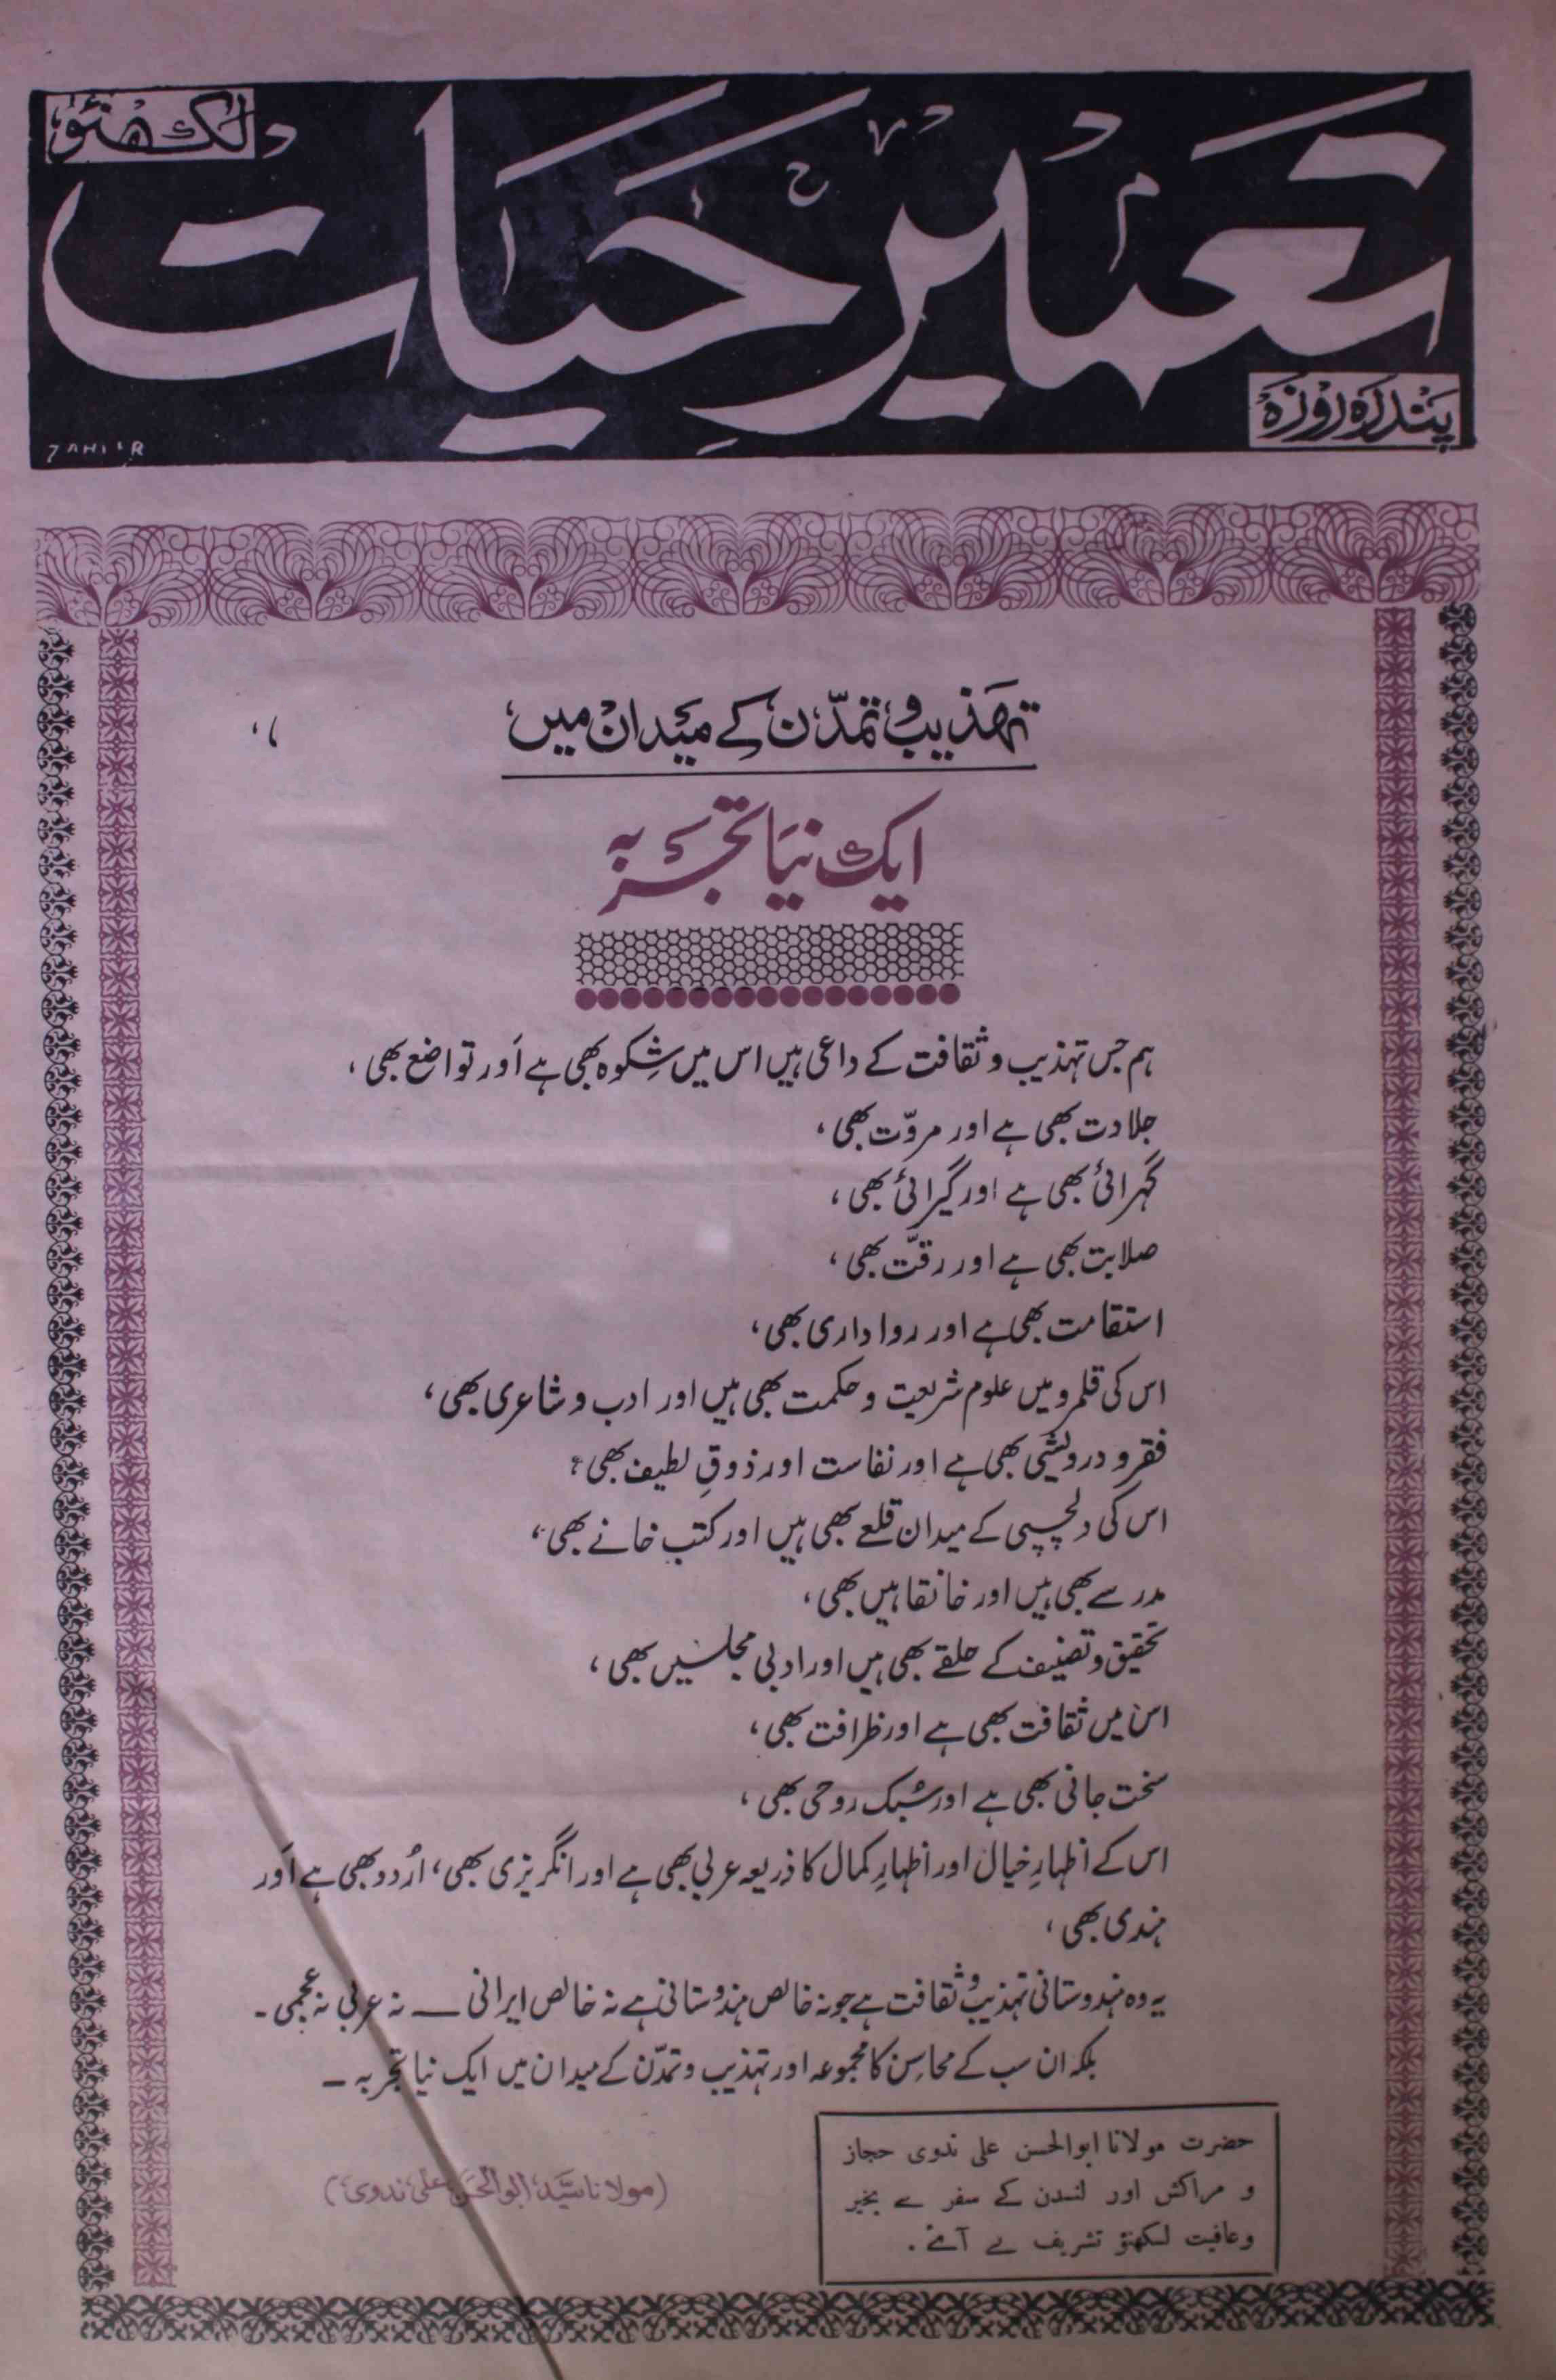 لکھنؤ
تعمیر حیات
پندرہ روزہ
ZAHIR
تہذیب و تمدّن کے میدان میں،
ایک نیا تجربہ
ہم جس تہذیب و ثقافت کے داعی ہیں اس میں شِکوہ بھی ہے اور تواضع بھی،
جلادت بھی ہے اور مروّت بھی،
گہرائی بھی ہے اور گیرائی بھی،
صلابت بھی ہے اور رقّت بھی،
استقامت بھی ہے اور رواداری بھی،
اس کی قلمرو میں علوم شریعت و حکمت بھی ہیں اور ادب و شاعری بھی،
فقر و درویشی بھی ہے اور نفاست اور ذوقِ لطیف بھی،
اس کی دلچسپی کے میدان قلعے بھی ہیں اور کتب خانے بھی،
مدرسے بھی ہیں اور خانقاہیں بھی،
تحقیق و تصنیف کے حلقے بھی ہیں اور ادبی مجلسیں بھی،
اس میں ثقافت بھی ہے اور ظرافت بھی،
سخت جانی بھی ہے اور سُبک روحی بھی،
اس کے اظہارِ خیال اور اظہارِ کمال کا ذریعہ عربی بھی ہے اور انگریزی بھی، اُردو بھی ہے اور
ہندی بھی،
یہ وہ ہندوستانی تہذیب و ثقافت ہے جو نہ خالص ہندوستانی ہے نہ خالص ایرانی — نہ عربی نہ عجمی ۔
بلکہ ان سب کے محاسِن کا مجموعہ اور تہذیب و تمدّن کے میدان میں ایک نیا تجربہ ۔
(مولانا سیّد ابوالحسن علی ندوی)
حضرت مولانا ابوالحسن علی ندوی حجاز
و مراکش اور لندن کے سفر سے بخیر
وعافیت لکھنؤ تشریف لے آئے ۔